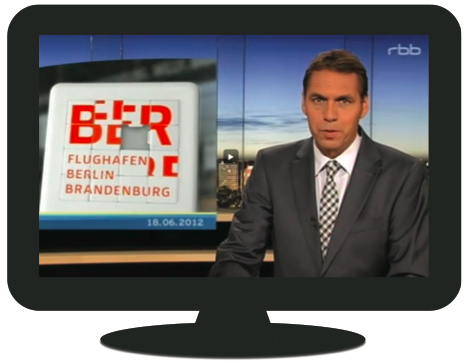 rbb
BER
FLUGHAFEN
BERLIN
BRANDENBURG
18.06.2012